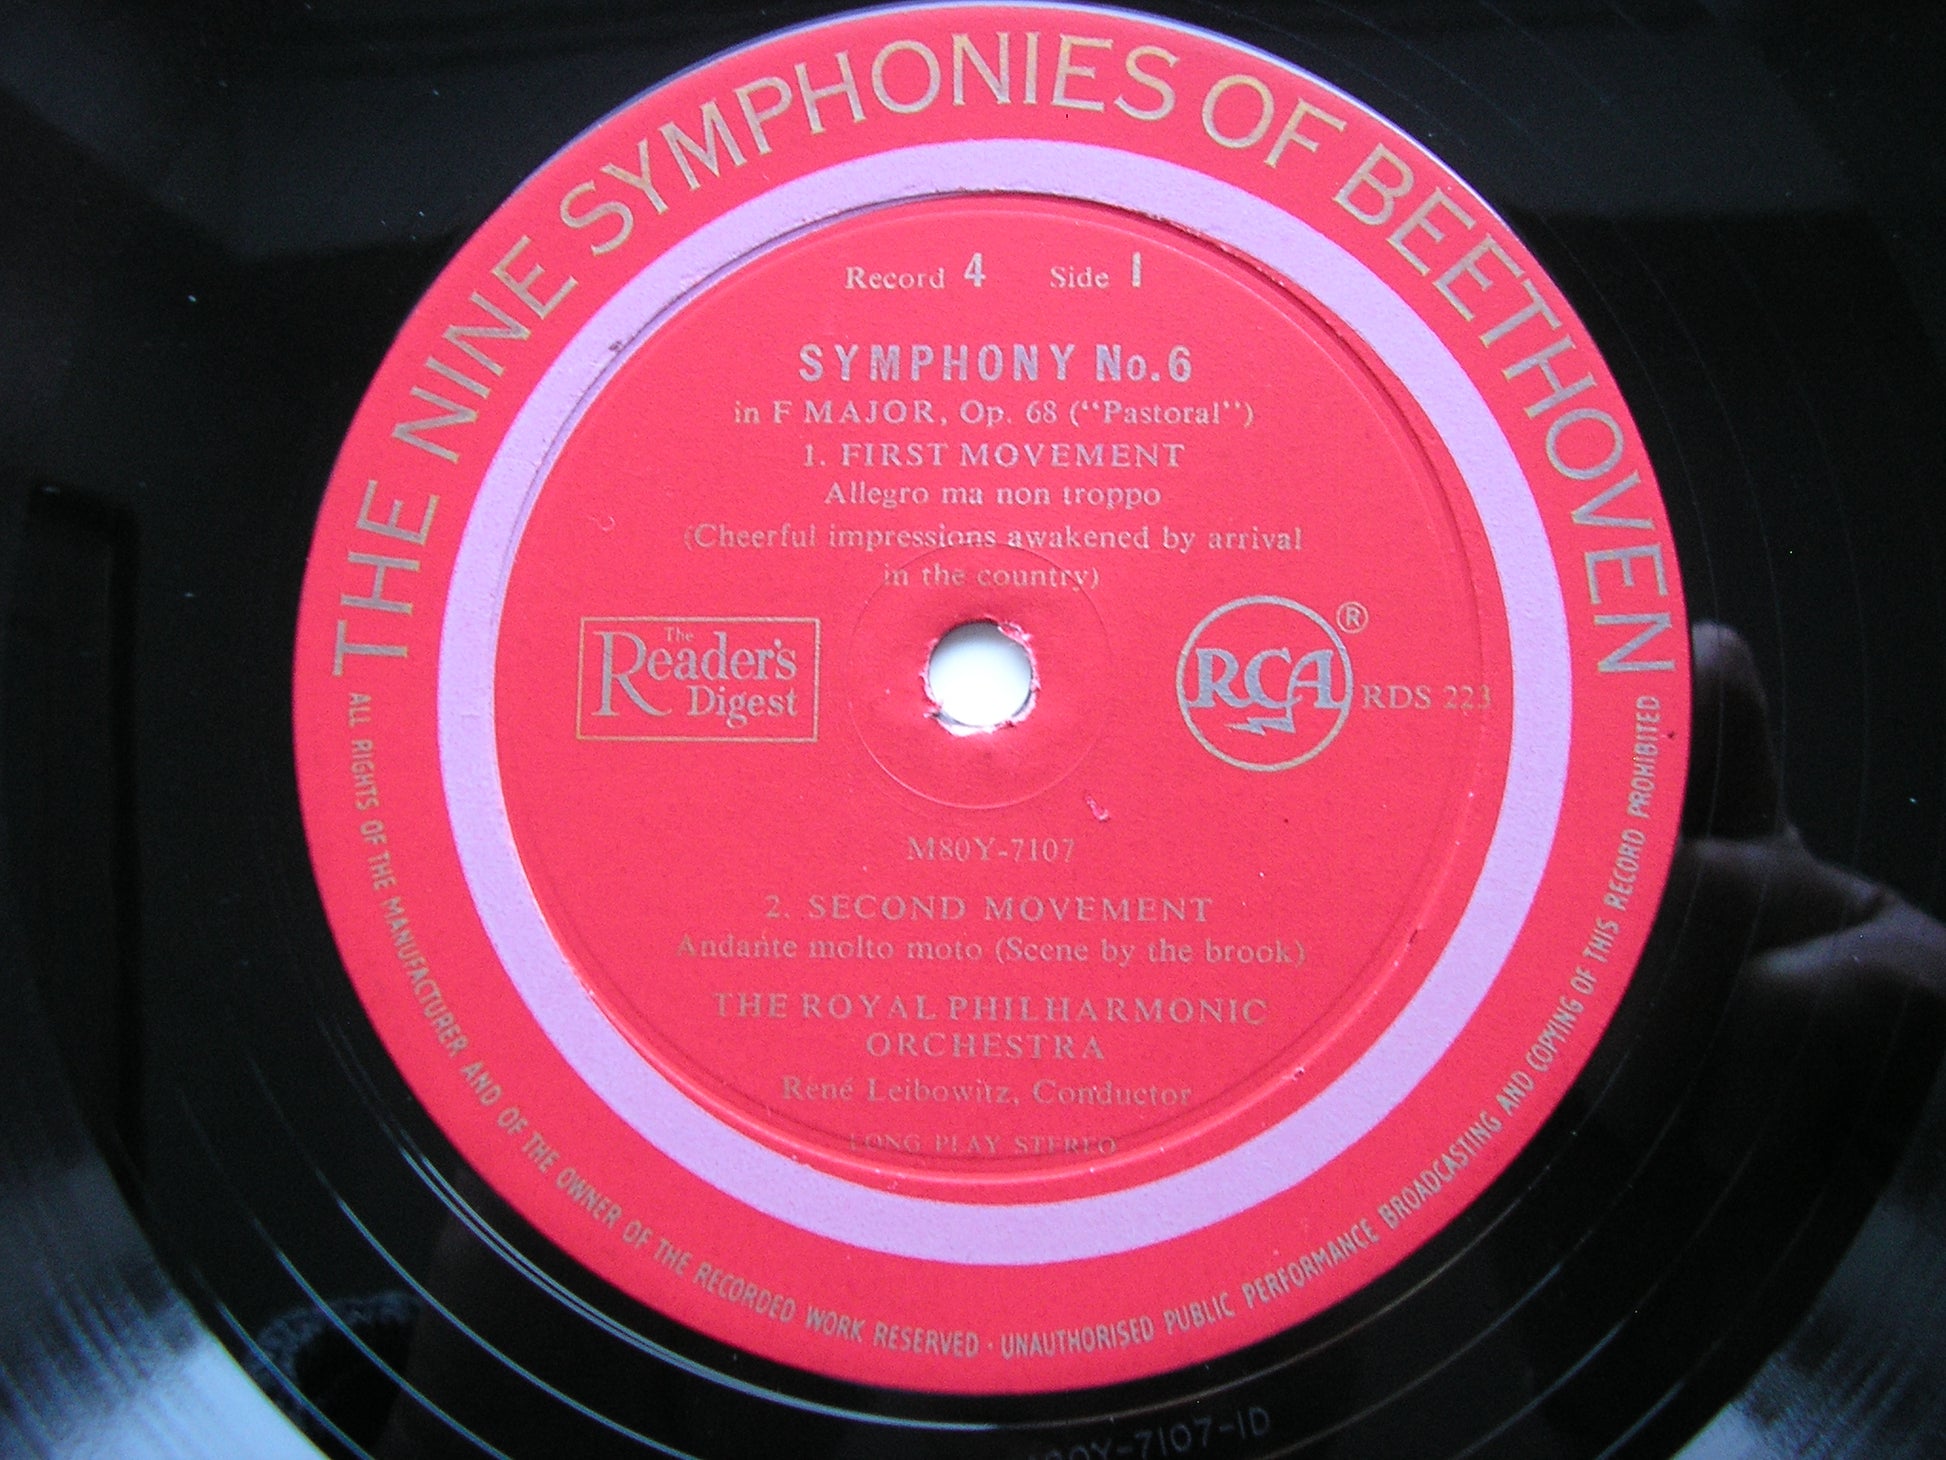 THE NINE SYMPHONIES OF BEETHOVEN
Record 4 Side 1
SYMPHONY No.6
in F MAJOR, Op. 68 ("Pastoral")
1. FIRST MOVEMENT
Allegro ma non troppo
(Cheerful impressions awakened by arrival
in the country)
The
Reader's
Digest
RCA ®
RDS 223
M80Y-7107
2. SECOND MOVEMENT
Andante molto moto (Scene by the brook)
THE ROYAL PHILHARMONIC
ORCHESTRA
René Leibowitz, Conductor
LONG PLAY STEREO
ALL RIGHTS OF THE MANUFACTURER AND OF THE OWNER OF THE RECORDED WORK RESERVED · UNAUTHORISED PUBLIC PERFORMANCE BROADCASTING AND COPYING OF THIS RECORD PROHIBITED
-7107-1D